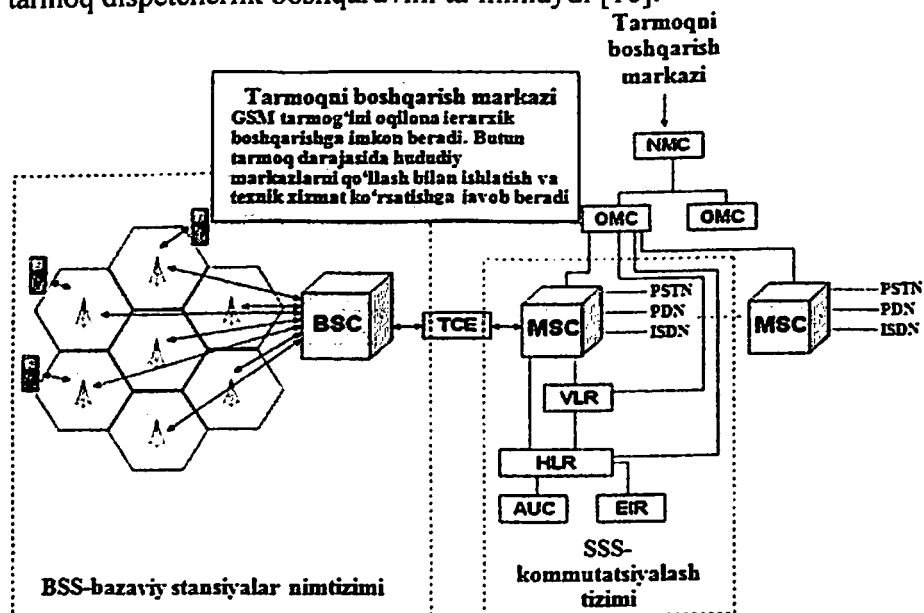 tarmoq dispetcherlik boshqaruvini ta'minlaydi [10].
Tarmoqni
boshqarish
markazi
Tarmoqni boshqarish markazi
GSM tarmog‘ini oqilona ierarxik
boshqarishga imkon beradi. Butun
tarmoq darajasida hududiy
markazlarni qo‘llash bilan ishlatish va
texnik xizmat ko‘rsatishga javob beradi
NMC
OMC
OMC
BSC
TCE
MSC
PSTN
PDN
ISDN
MSC
PSTN
PDN
ISDN
VLR
HLR
AUC
EIR
BSS-bazaviy stansiyalar nimtizimi
SSS-
kommutatsiyalash
tizimi